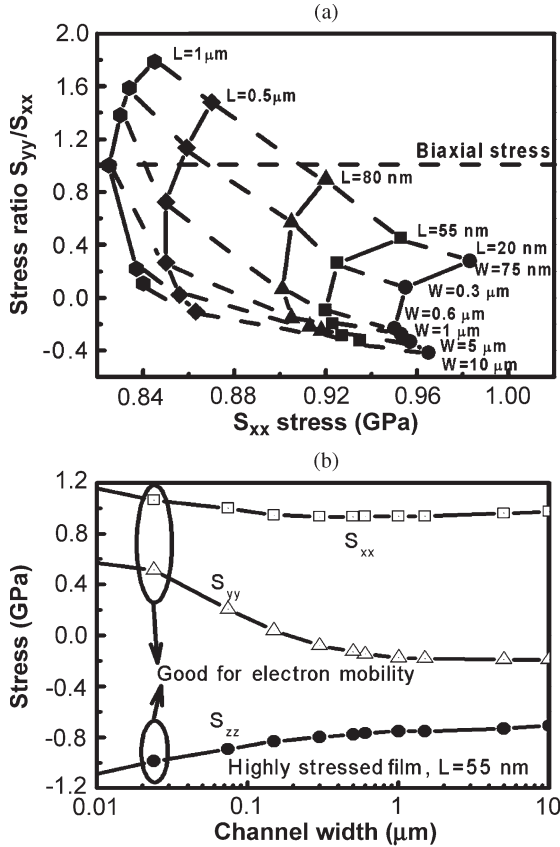 (a)
2.0
1.6
1.2
0.8
0.4
0.0
-0.4
Stress ratio Syy/Sxx
L=1μm
L=0.5μm
Biaxial stress
L=80 nm
L=55 nm
L=20 nm
W=75 nm
W=0.3 μm
W=0.6 μm
W=1 μm
W=5 μm
W=10 μm
0.84 0.88 0.92 0.96 1.00
Sxx stress (GPa)
(b)
1.2
0.8
0.4
0.0
-0.4
-0.8
-1.2
Stress (GPa)
Sxx
Syy
Good for electron mobility
Szz
Highly stressed film, L=55 nm
0.01 0.1 1 10
Channel width (μm)